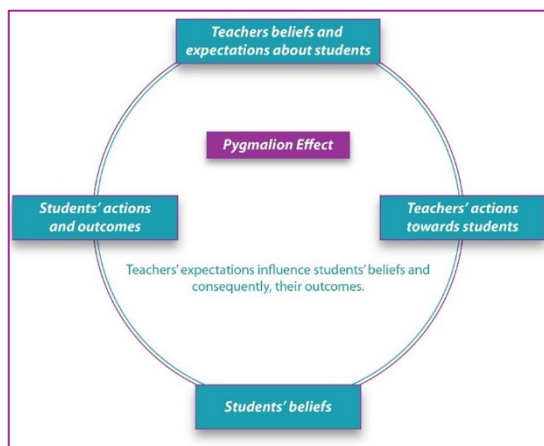 Teachers beliefs and
expectations about students
Pygmalion Effect
Students' actions
and outcomes
Teachers' actions
towards students
Teachers' expectations influence students' beliefs and
consequently, their outcomes.
Students' beliefs